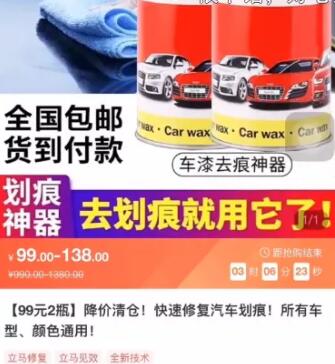 全国包邮
货到付款
Car wax · Car wax ·
车漆去痕神器
划痕
神器
去划痕就用它了!
1/1
¥99.00-138.00
¥990.00-1380.00
距抢购结束
03 时 06 分 23 秒
【99元2瓶】降价清仓！快速修复汽车划痕！所有车
型、颜色通用！
立马修复 立马见效 全新技术